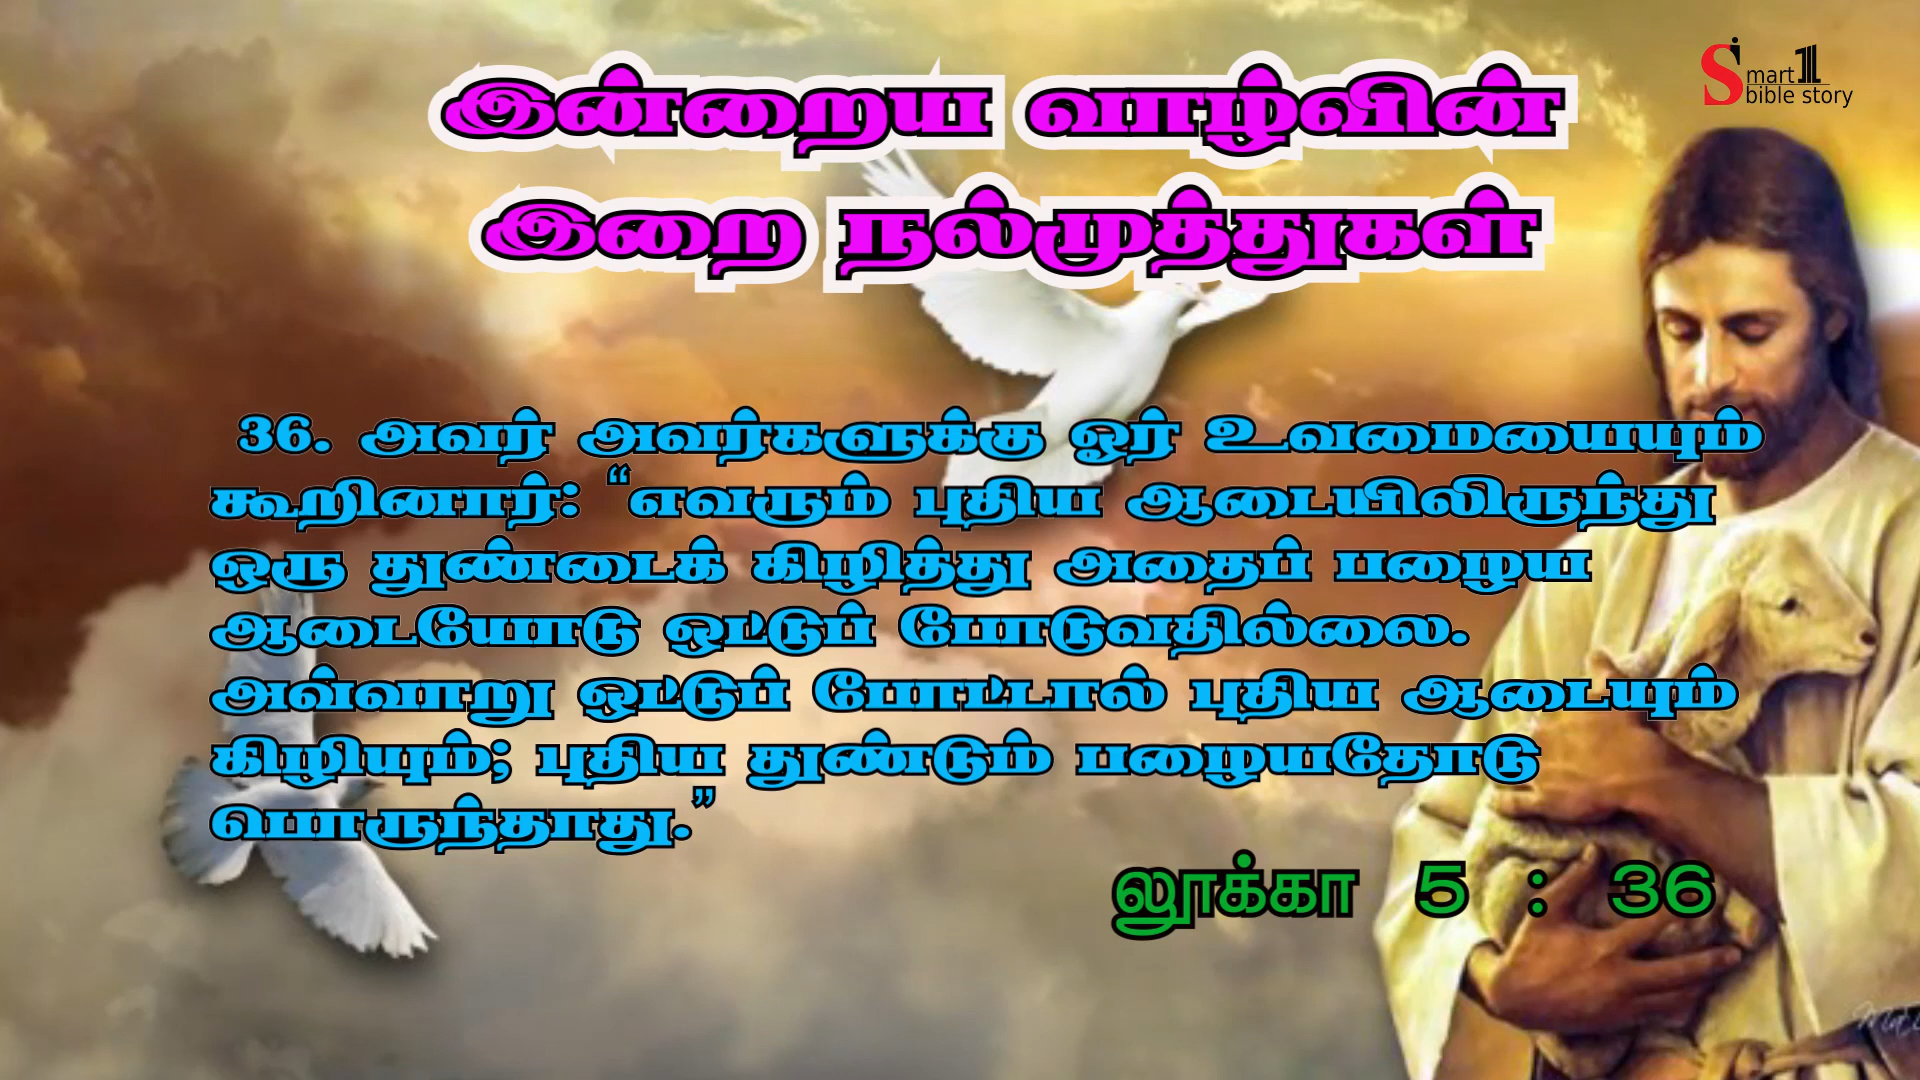 Smart1
bible story
இன்றைய வாழ்வின்
இறை நல்முத்துகள்
36. அவர் அவர்களுக்கு ஓர் உவமையையும்
கூறினார்: “எவரும் புதிய ஆடையிலிருந்து
ஒரு துண்டைக் கிழித்து அதைப் பழைய
ஆடையோடு ஒட்டுப் போடுவதில்லை.
அவ்வாறு ஒட்டுப் போட்டால் புதிய ஆடையும்
கிழியும்; புதிய துண்டும் பழையதோடு
பொருந்தாது.”
லூக்கா 5 : 36